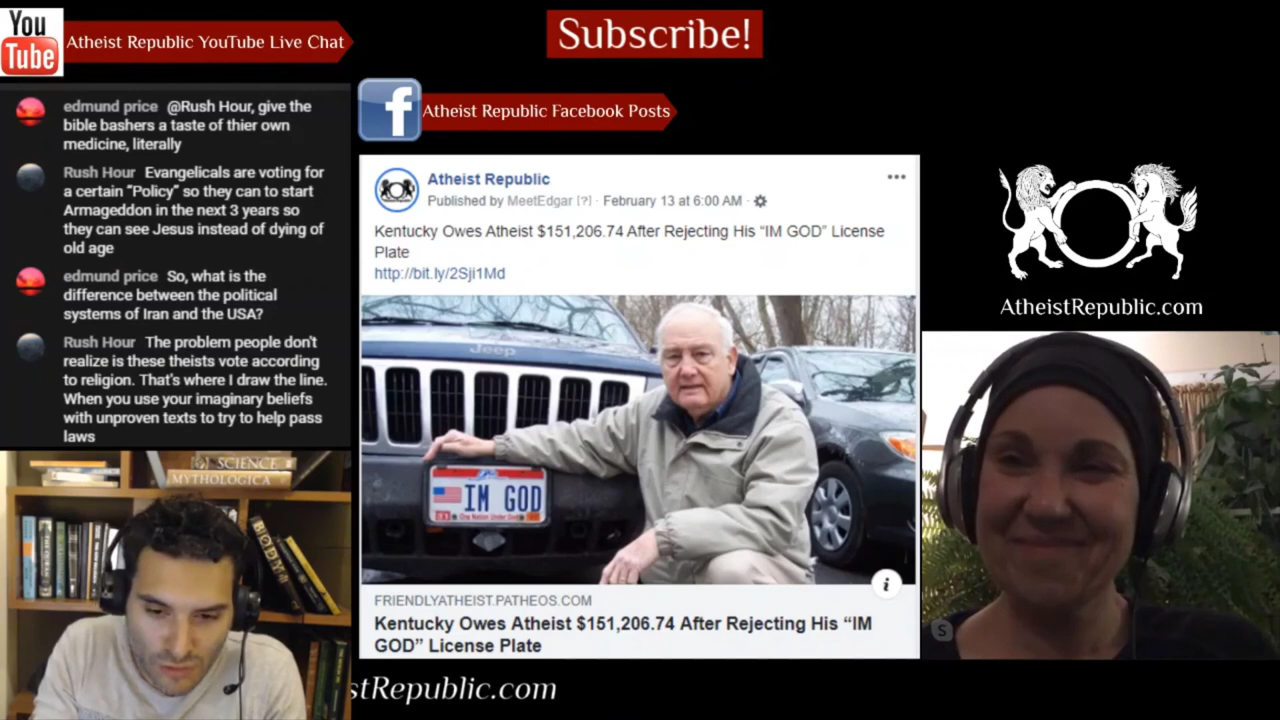 You
Tube
Atheist Republic YouTube Live Chat
Subscribe!
edmund price @Rush Hour, give the
bible bashers a taste of thier own
medicine, literally
Rush Hour Evangelicals are voting for
a certain "Policy" so they can to start
Armageddon in the next 3 years so
they can see Jesus instead of dying of
old age
edmund price So, what is the
difference between the political
systems of Iran and the USA?
Rush Hour The problem people don't
realize is these theists vote according
to religion. That's where I draw the line.
When you use your imaginary beliefs
with unproven texts to try to help pass
laws
f
Atheist Republic Facebook Posts
Atheist Republic
Published by MeetEdgar [?] · February 13 at 6:00 AM ·
Kentucky Owes Atheist $151,206.74 After Rejecting His “IM GOD” License
Plate
http://bit.ly/2Sji1Md
Jeep
IM GOD
One Nation Under God
i
FRIENDLYATHEIST.PATHEOS.COM
Kentucky Owes Atheist $151,206.74 After Rejecting His “IM
GOD” License Plate
AtheistRepublic.com
SCIENCE
MYTHOLOGICA
BODY
S
stRepublic.com